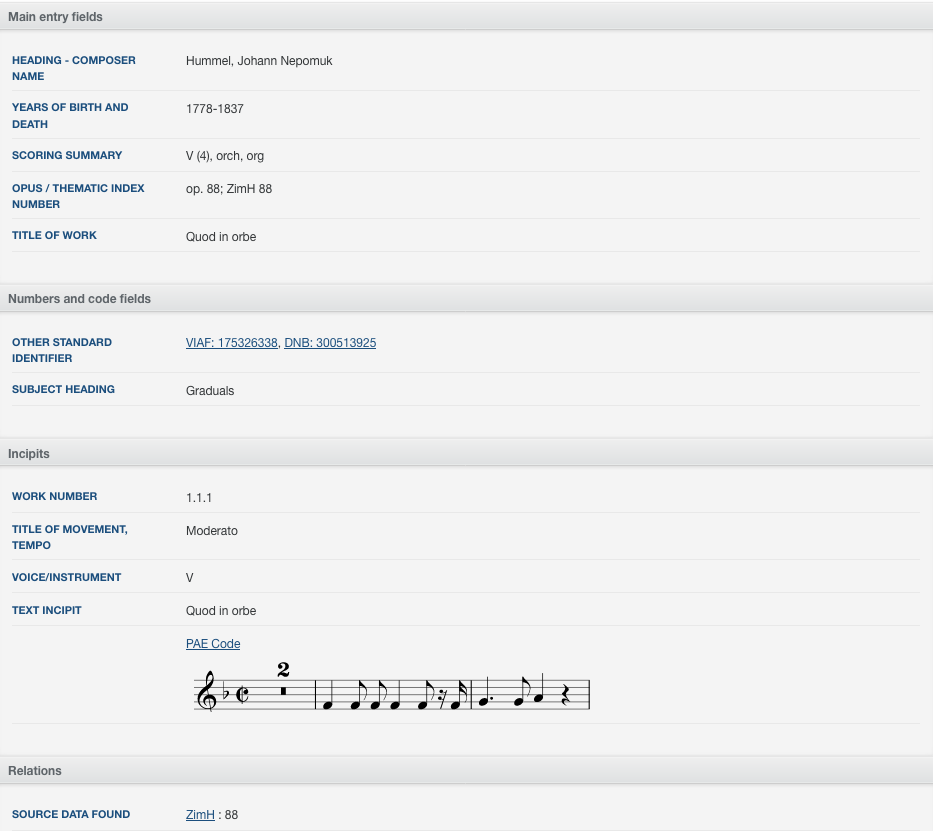 Main entry fields
HEADING - COMPOSER
NAME
Hummel, Johann Nepomuk
YEARS OF BIRTH AND
DEATH
1778-1837
SCORING SUMMARY
V (4), orch, org
OPUS / THEMATIC INDEX
NUMBER
op. 88; ZimH 88
TITLE OF WORK
Quod in orbe
Numbers and code fields
OTHER STANDARD
IDENTIFIER
VIAF: 175326338, DNB: 300513925
SUBJECT HEADING
Graduals
Incipits
WORK NUMBER
1.1.1
TITLE OF MOVEMENT,
TEMPO
Moderato
VOICE/INSTRUMENT
V
TEXT INCIPIT
Quod in orbe
PAE Code
2
Relations
SOURCE DATA FOUND
ZimH : 88